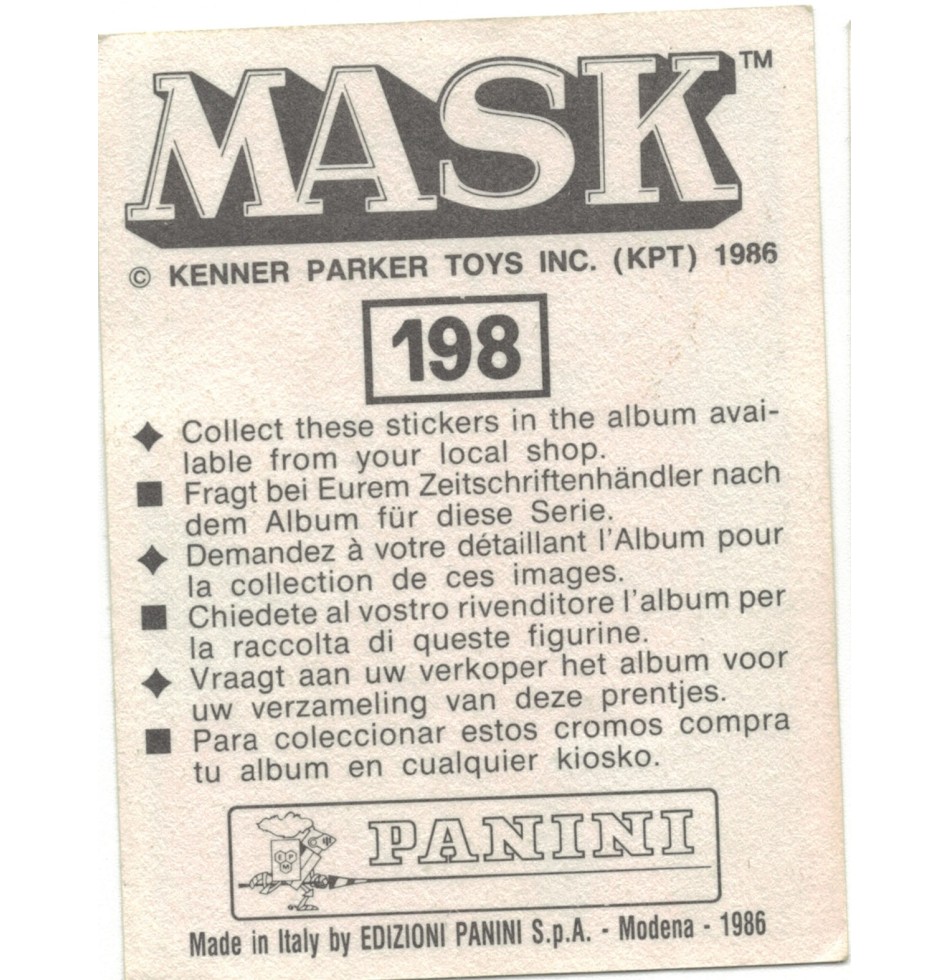 MASK™
© KENNER PARKER TOYS INC. (KPT) 1986
198
Collect these stickers in the album avai-
lable from your local shop.
Fragt bei Eurem Zeitschriftenhändler nach
dem Album für diese Serie.
Demandez à votre détaillant l'Album pour
la collection de ces images.
Chiedete al vostro rivenditore l'album per
la raccolta di queste figurine.
Vraagt aan uw verkoper het album voor
uw verzameling van deze prentjes.
Para coleccionar estos cromos compra
tu album en cualquier kiosko.
PANINI
Made in Italy by EDIZIONI PANINI S.p.A. - Modena - 1986